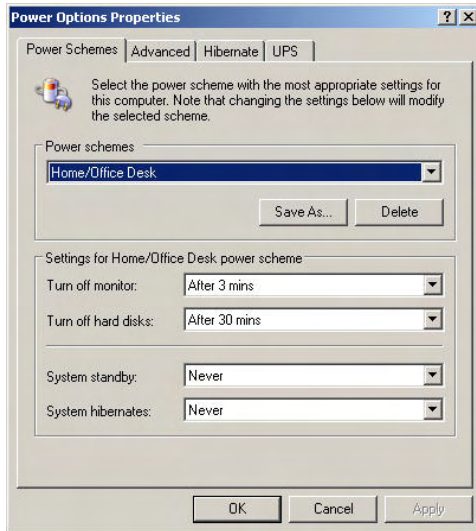 Power Options Properties
Power Schemes Advanced Hibernate UPS
Select the power scheme with the most appropriate settings for
this computer. Note that changing the settings below will modify
the selected scheme.
Power schemes
Home/Office Desk
Save As... Delete
Settings for Home/Office Desk power scheme
Turn off monitor: After 3 mins
Turn off hard disks: After 30 mins
System standby: Never
System hibernates: Never
OK Cancel Apply